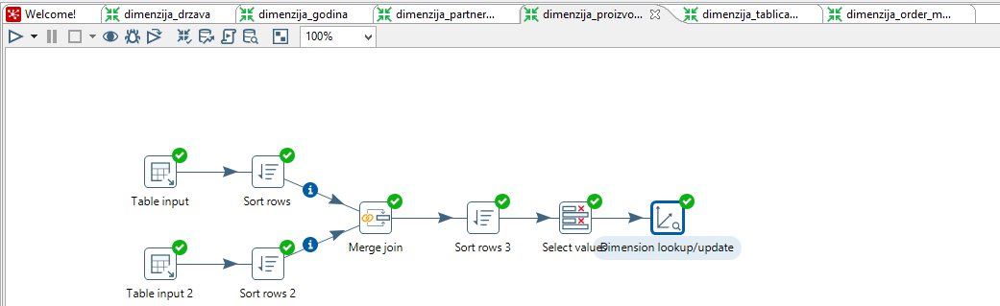 Welcome!
dimenzija_drzava
dimenzija_godina
dimenzija_partner...
dimenzija_proizvo...
dimenzija_tablica...
dimenzija_order_m...
100%
Table input
Sort rows
Merge join
Sort rows 3
Select values
Dimension lookup/update
Table input 2
Sort rows 2